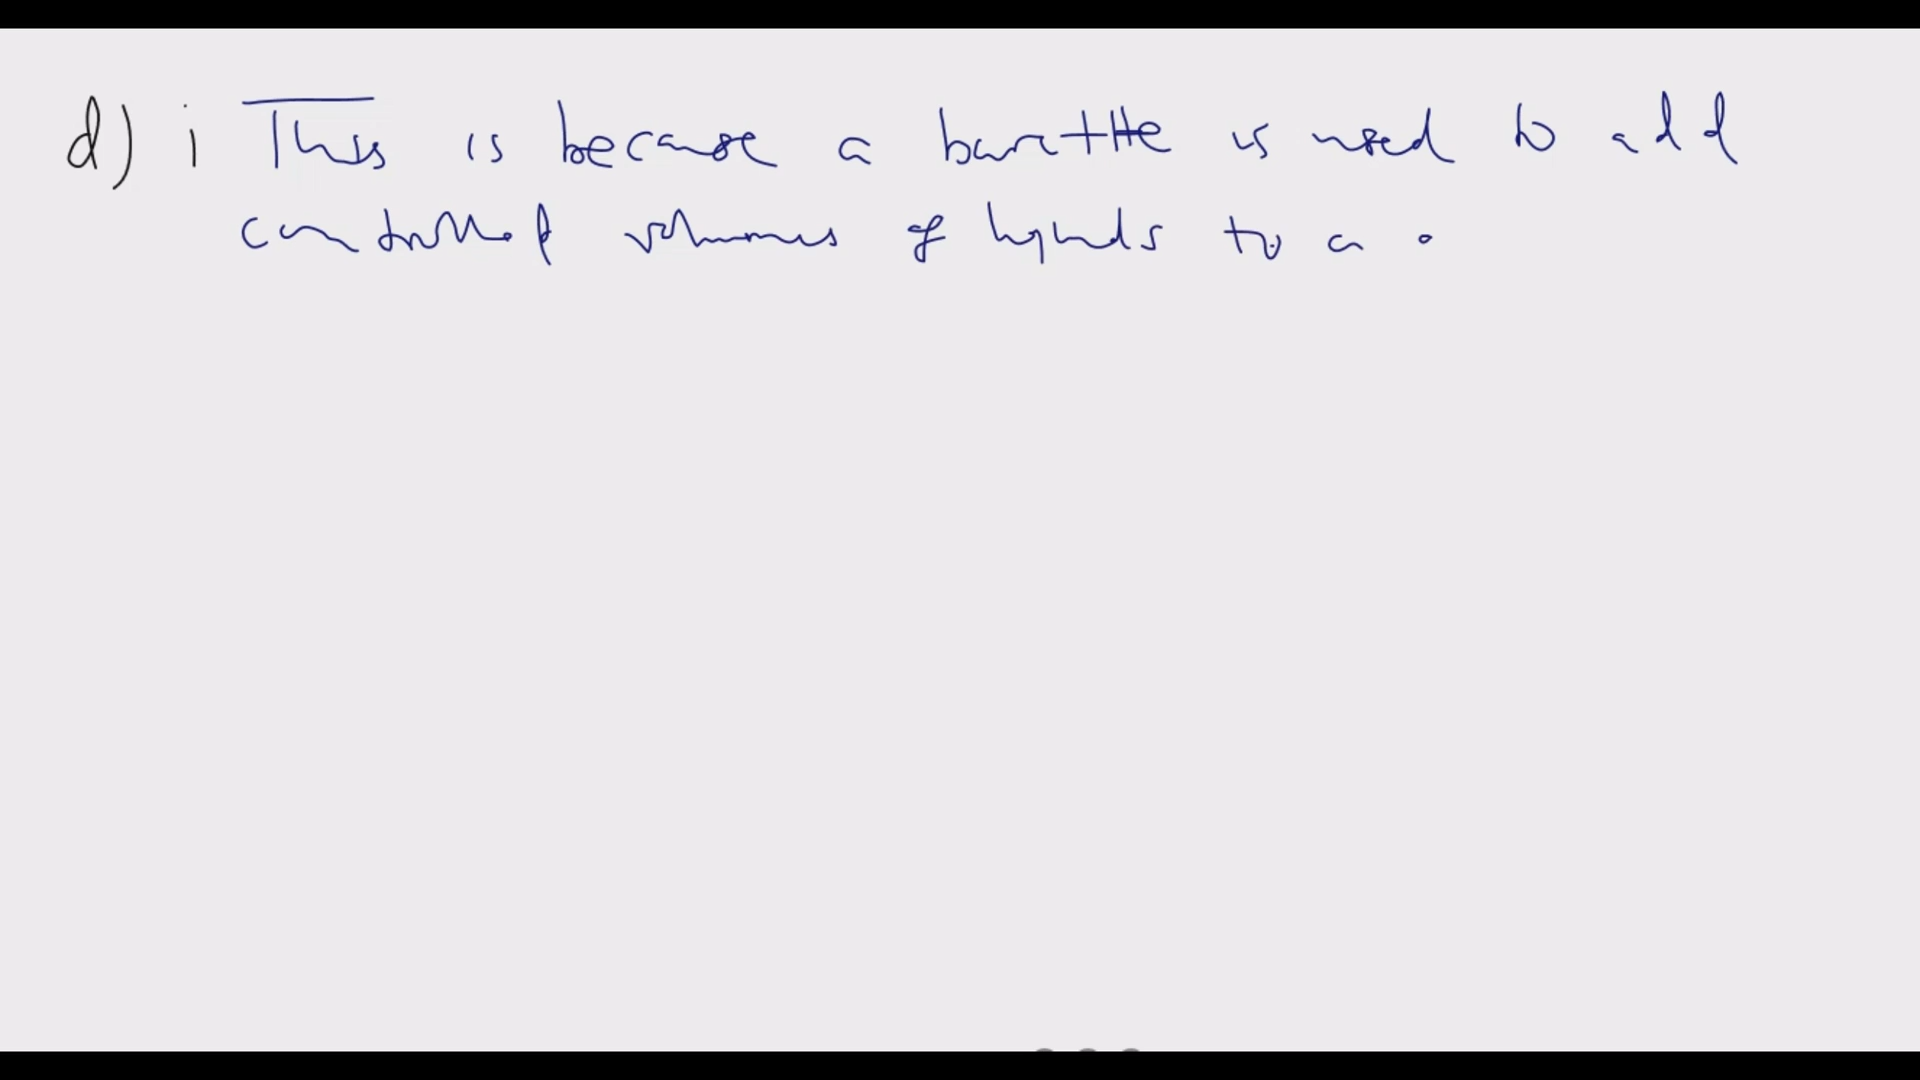 d) i This is because a burette is used to add
controlled volumes of liquids to a